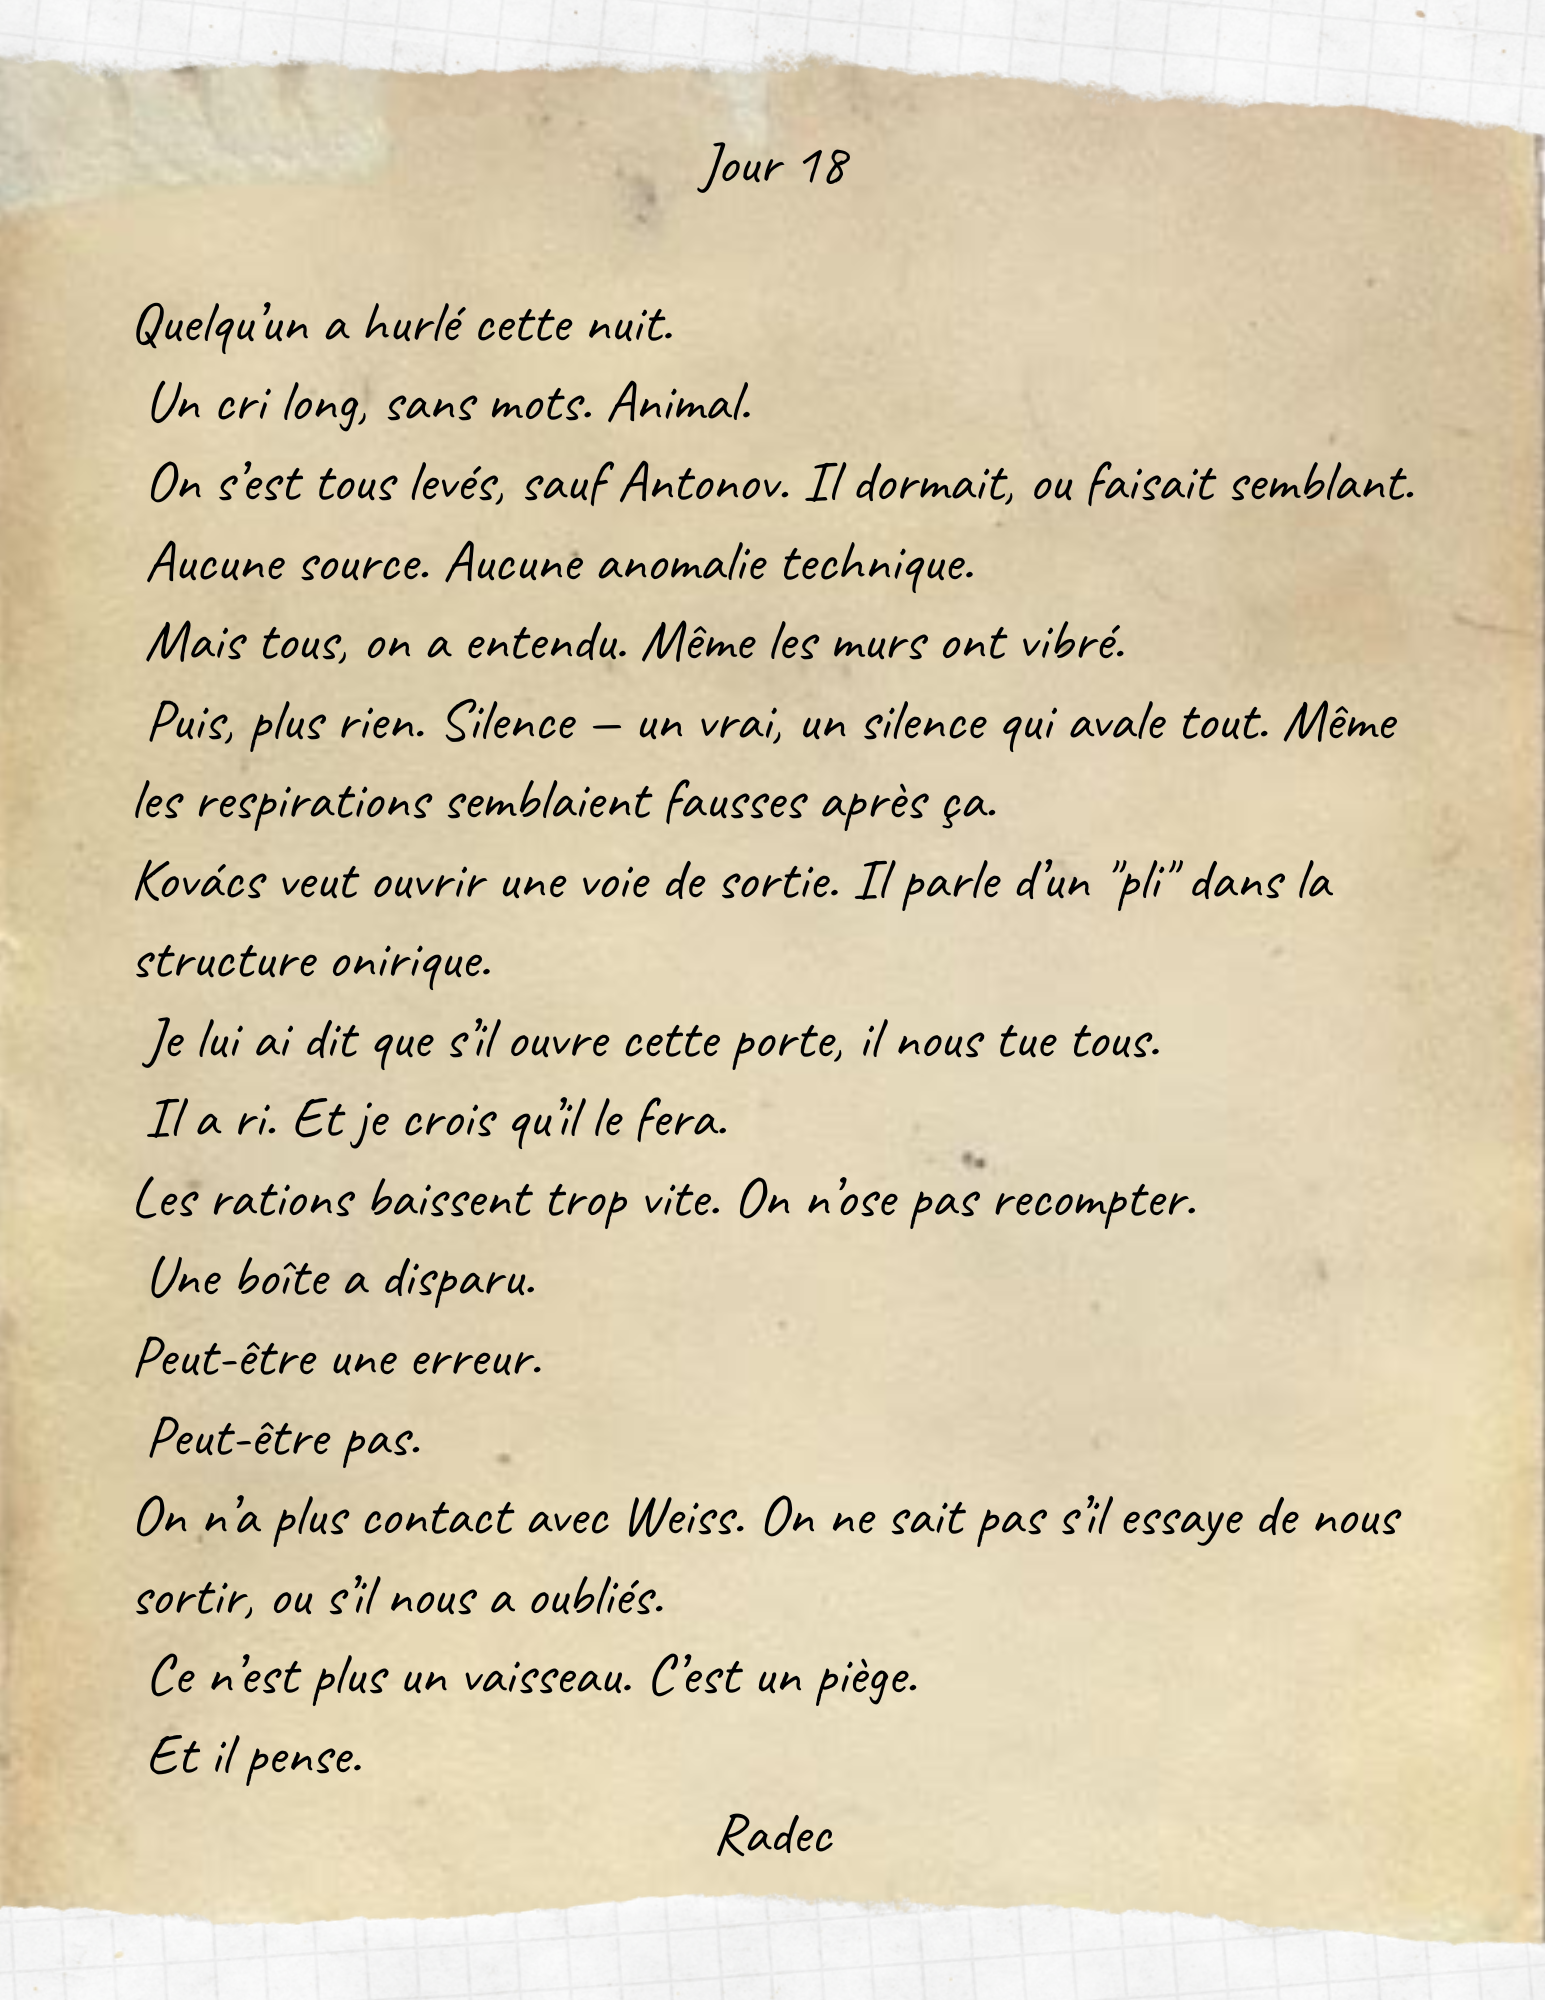 Jour 18
Quelqu’un a hurlé cette nuit.
Un cri long, sans mots. Animal.
On s’est tous levés, sauf Antonov. Il dormait, ou faisait semblant.
Aucune source. Aucune anomalie technique.
Mais tous, on a entendu. Même les murs ont vibré.
Puis, plus rien. Silence — un vrai, un silence qui avale tout. Même
les respirations semblaient fausses après ça.
Kovács veut ouvrir une voie de sortie. Il parle d’un "pli" dans la
structure onirique.
Je lui ai dit que s’il ouvre cette porte, il nous tue tous.
Il a ri. Et je crois qu’il le fera.
Les rations baissent trop vite. On n’ose pas recompter.
Une boîte a disparu.
Peut-être une erreur.
Peut-être pas.
On n’a plus contact avec Weiss. On ne sait pas s’il essaye de nous
sortir, ou s’il nous a oubliés.
Ce n’est plus un vaisseau. C’est un piège.
Et il pense.
Radec